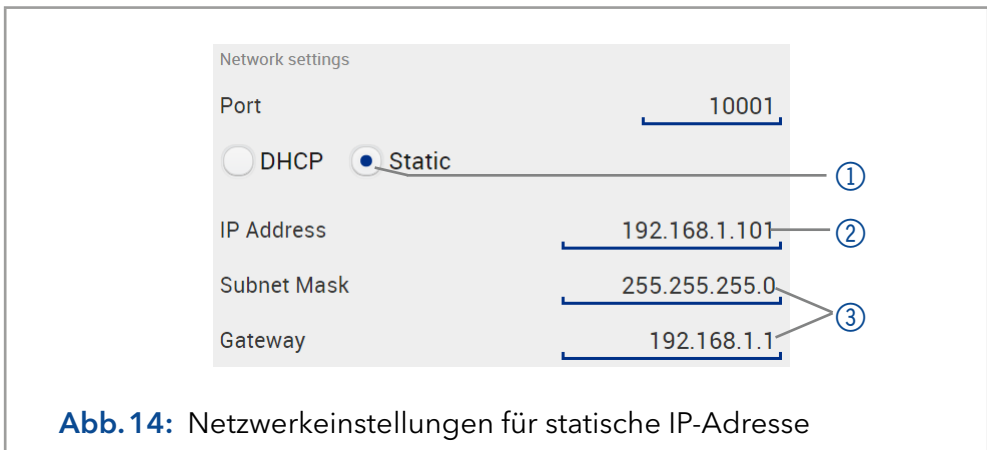 Network settings
Port 10001
DHCP Static
①
IP Address 192.168.1.101 ②
Subnet Mask 255.255.255.0
③
Gateway 192.168.1.1
Abb. 14: Netzwerkeinstellungen für statische IP-Adresse